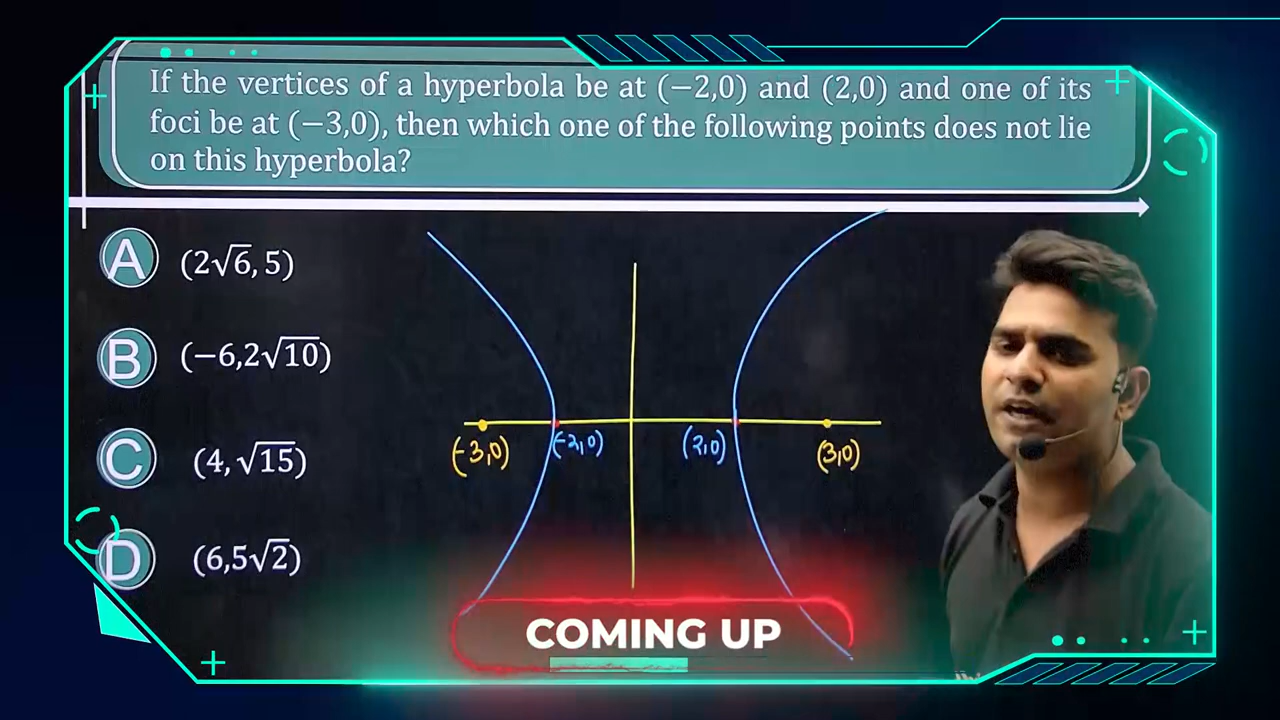 If the vertices of a hyperbola be at (−2,0) and (2,0) and one of its
foci be at (−3,0), then which one of the following points does not lie
on this hyperbola?
A (2√6, 5)
B (−6,2√10)
C (4, √15)
D (6,5√2)
(-3,0) (-2,0) (2,0) (3,0)
COMING UP